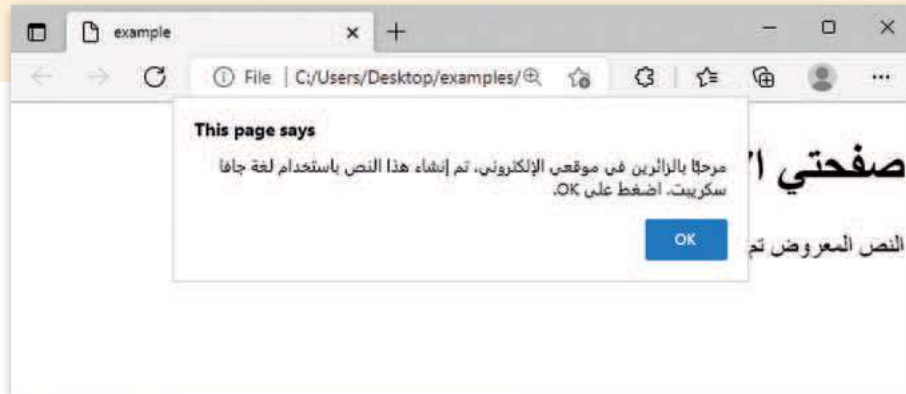 example
File | C:/Users/Desktop/examples/
This page says
مرحبًا بالزائرين في موقعي الإلكتروني، تم إنشاء هذا النص باستخدام لغة جافا
سكريبت. اضغط على OK.
OK
صفحتي ا
النص المعروض تم